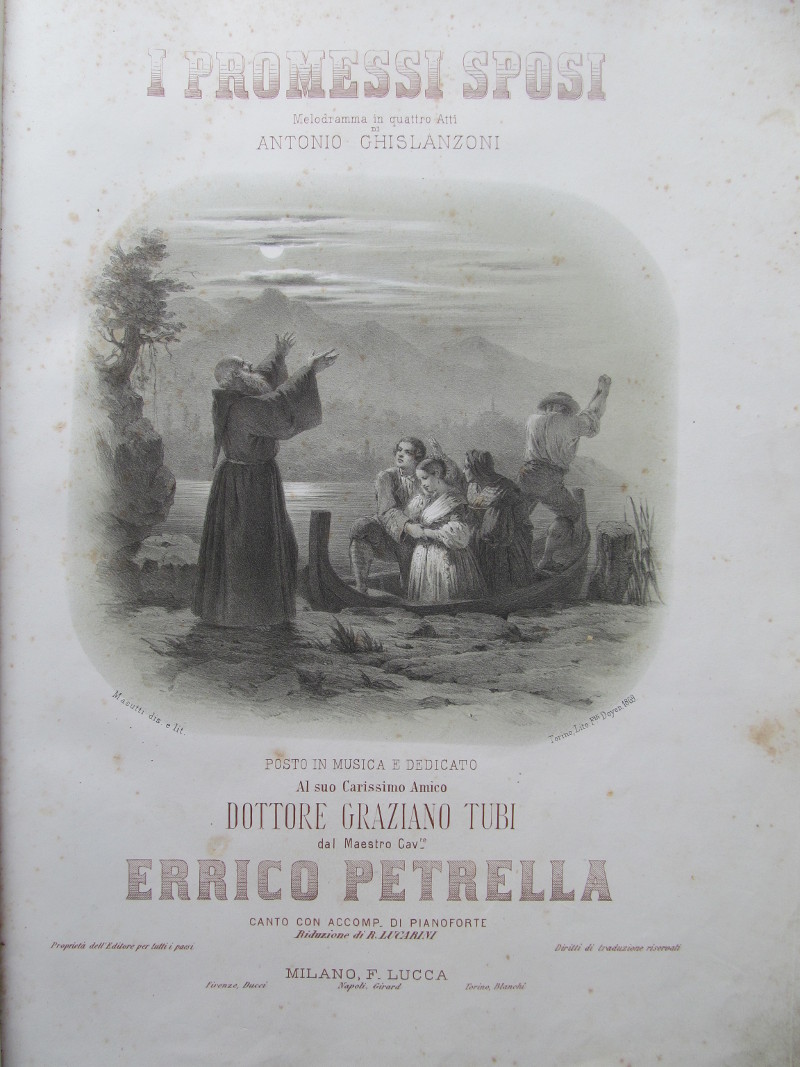 I PROMESSI SPOSI
Melodramma in quattro Atti
DI
ANTONIO GHISLANZONI
Masutti dis. e lit.
Torino, Lito. Doyen 1869.
POSTO IN MUSICA E DEDICATO
Al suo Carissimo Amico
DOTTORE GRAZIANO TUBI
dal Maestro Cav.re
ERRICO PETRELLA
CANTO CON ACCOMP. DI PIANOFORTE
Riduzione di R. LUCARINI
Proprietà dell'Editore per tutti i paesi.
Diritti di traduzione riservati
MILANO, F. LUCCA
Firenze, Ducci
Napoli, Girard
Torino, Blanchi